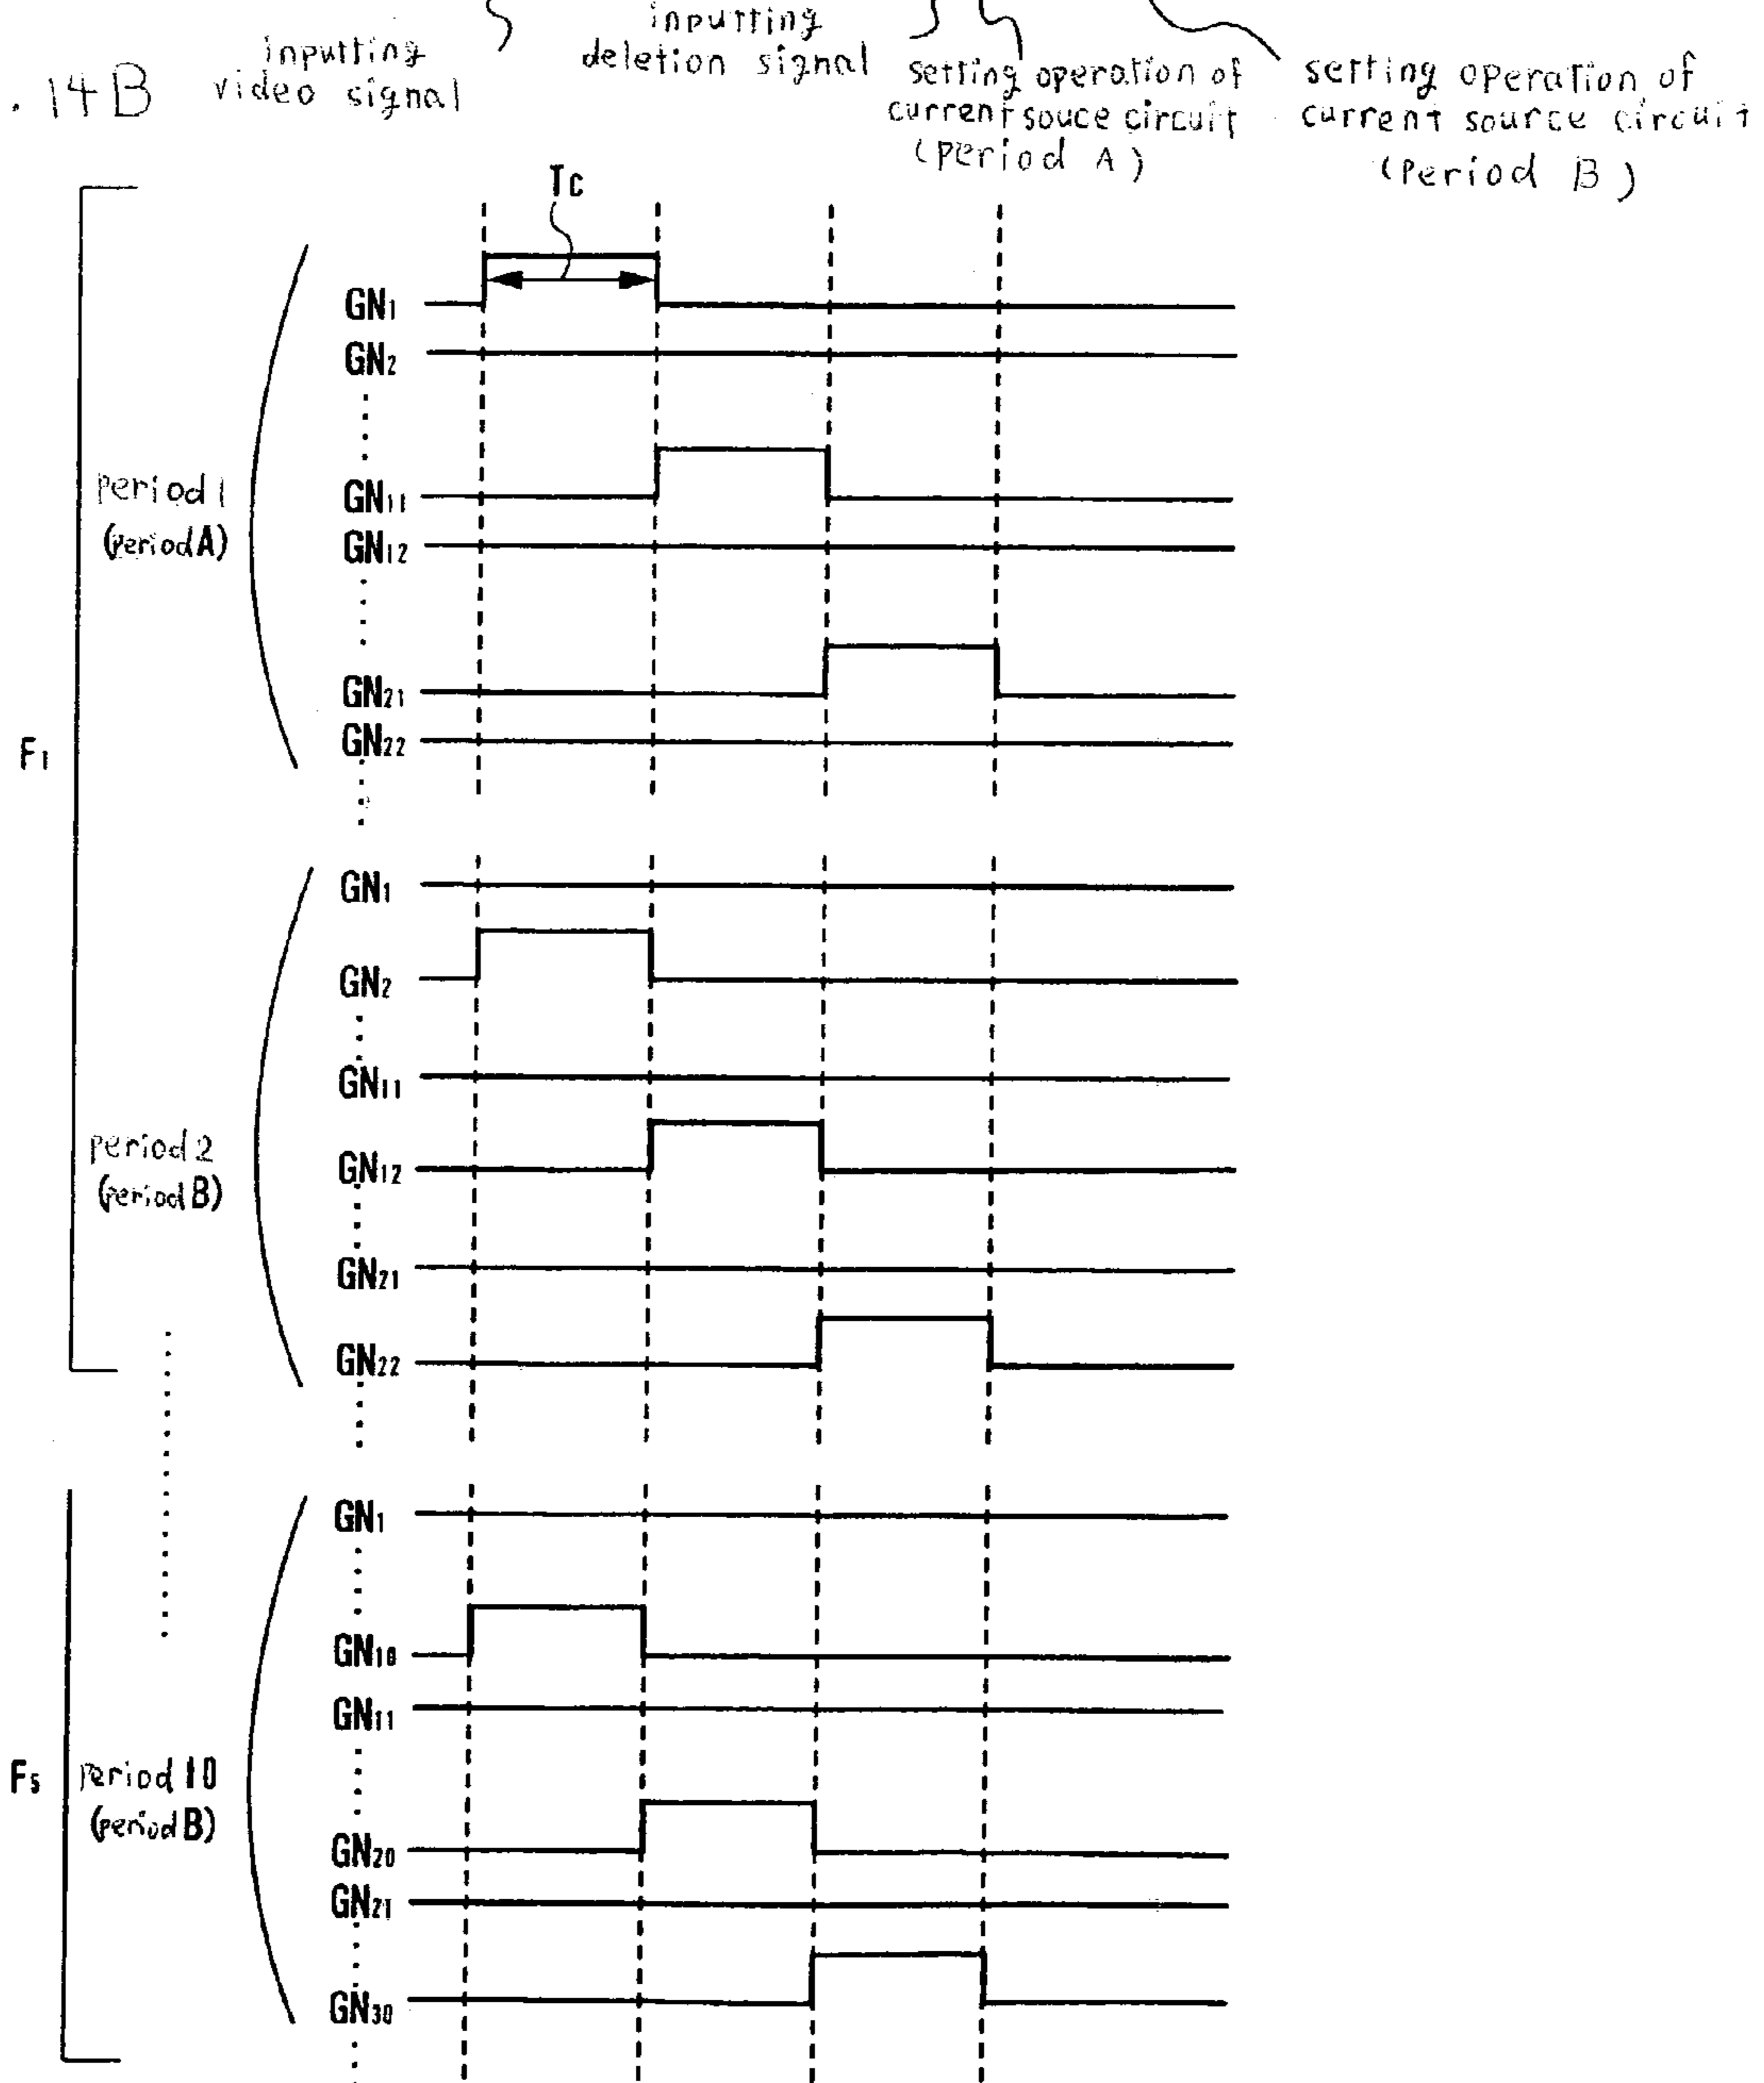 . 14B
inputting
video signal
inputting
deletion signal
setting operation of
current souce circuit
(period A)
setting operation of
current source circuit
(Period B)
Tc
F1
period 1
(period A)
GN1
GN2
GN11
GN12
GN21
GN22
period 2
(period B)
GN1
GN2
GN11
GN12
GN21
GN22
F5
period 10
(period B)
GN1
GN10
GN11
GN20
GN21
GN30